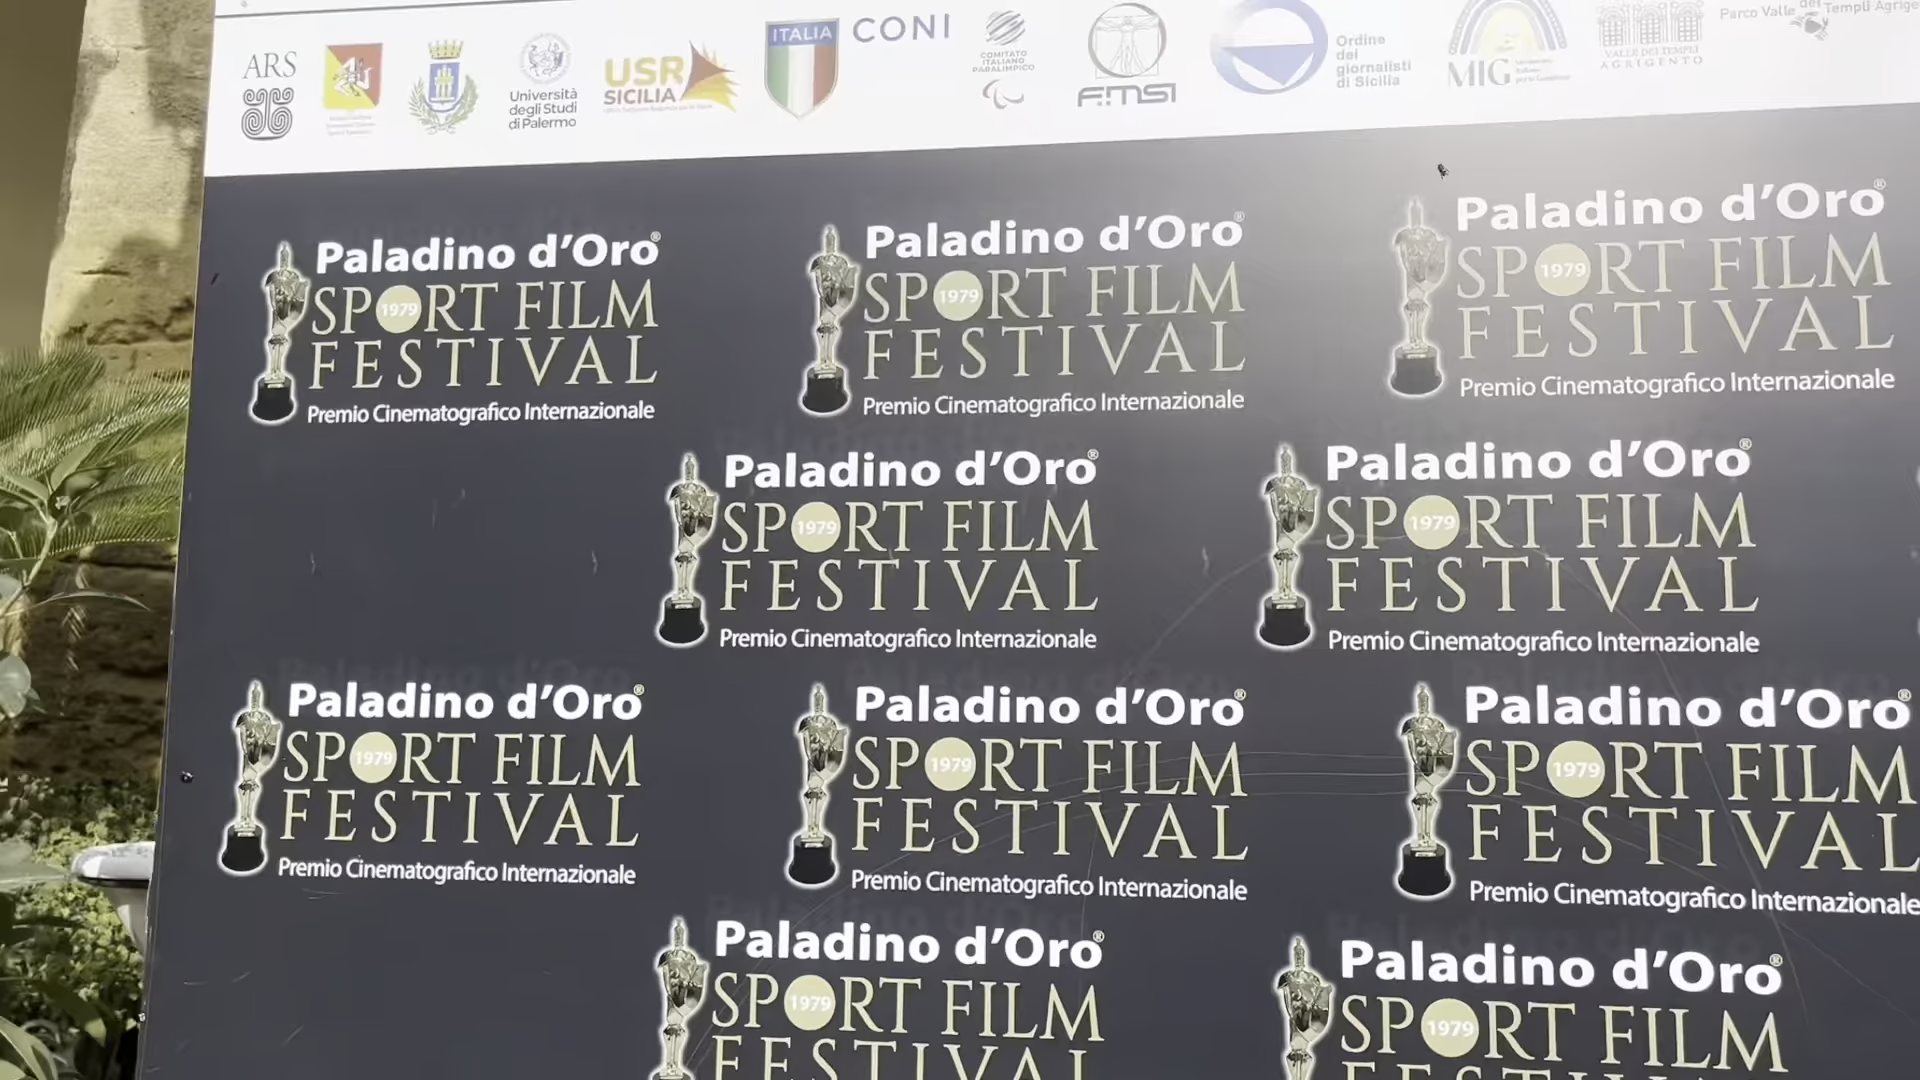 ARS
Università
degli Studi
di Palermo
USR
SICILIA
ITALIA
CONI
COMITATO
ITALIANO
PARALIMPICO
FMSI
Ordine
dei
giornalisti
di Sicilia
MIG
VALLE DEI TEMPLI
AGRIGENTO
Parco Valle dei Templi Agrige
Paladino d'Oro®
SPORT FILM
1979
FESTIVAL
Premio Cinematografico Internazionale
Paladino d'Oro®
SPORT FILM
1979
FESTIVAL
Premio Cinematografico Internazionale
Paladino d'Oro®
SPORT FILM
1979
FESTIVAL
Premio Cinematografico Internazionale
Paladino d'Oro®
SPORT FILM
1979
FESTIVAL
Premio Cinematografico Internazionale
Paladino d'Oro®
SPORT FILM
1979
FESTIVAL
Premio Cinematografico Internazionale
Paladino d'Oro®
SPORT FILM
1979
FESTIVAL
Premio Cinematografico Internazionale
Paladino d'Oro®
SPORT FILM
1979
FESTIVAL
Premio Cinematografico Internazionale
Paladino d'Oro®
SPORT FILM
1979
FESTIVAL
Premio Cinematografico Internazionale
Paladino d'Oro®
SPORT FILM
1979
FESTIVAL
Paladino d'Oro®
SPORT FILM
1979
FESTIVAL